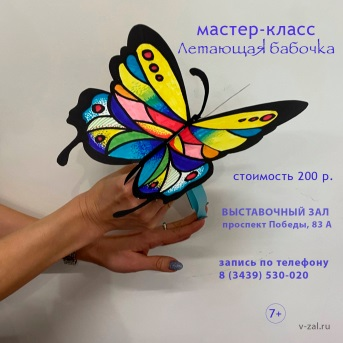 мастер-класс
Летающая бабочка
стоимость 200 р.
ВЫСТАВОЧНЫЙ ЗАЛ
проспект Победы, 83 А
запись по телефону
8 (3439) 530-020
7+
v-zal.ru